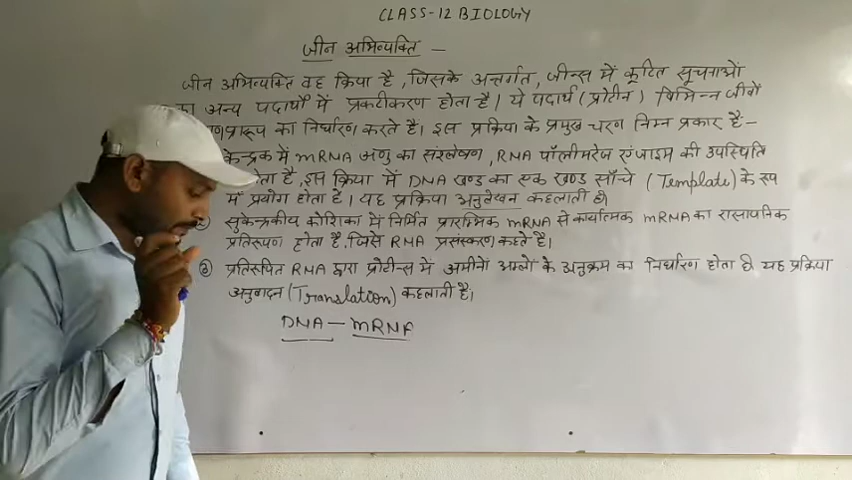 CLASS-12 BIOLOGY
जीन अभिव्यक्ति —
जीन अभिव्यक्ति वह क्रिया है, जिसके अन्तर्गत, जीन्स में कूटित सूचनाओं
का अन्य पदार्थों में प्रकटीकरण होता है। ये पदार्थ (प्रोटीन) विभिन्न जीवों
का निर्धारण करते है। इस प्रक्रिया के प्रमुख चरण निम्न प्रकार है:-
केन्द्रक में mRNA अणु का संश्लेषण, RNA पॉलीमरेज एंजाइम की उपस्थिति
होता है, इस क्रिया में DNA खण्ड का एक खण्ड साँचे (Template) के रूप
में प्रयोग होता है। यह प्रक्रिया अनुलेखन कहलाती है।
② सुकेन्द्रकीय कोशिका में निर्मित प्रारम्भिक mRNA से कार्यात्मक mRNA का रासायनिक
प्रतिरूपण होता है, जिसे RNA प्रसंस्करण कहते है।
③ प्रतिरूपित RNA द्वारा प्रोटीन्स में अमीनो अम्लों के अनुक्रम का निर्धारण होता है। यह प्रक्रिया
अनुवादन (Translation) कहलाती है।
DNA — mRNA